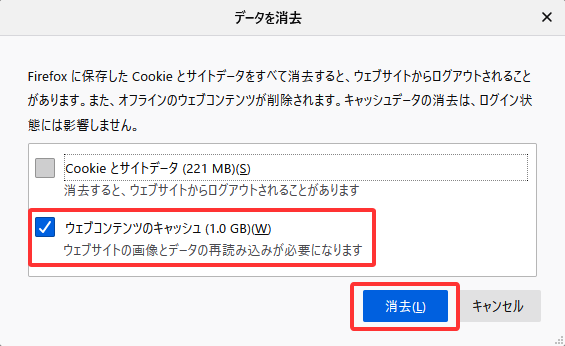 データを消去
Firefox に保存した Cookie とサイトデータをすべて消去すると、ウェブサイトからログアウトされること
があります。また、オフラインのウェブコンテンツが削除されます。キャッシュデータの消去は、ログイン状
態には影響しません。
Cookie とサイトデータ (221 MB)(S)
消去すると、ウェブサイトからログアウトされることがあります
ウェブコンテンツのキャッシュ (1.0 GB)(W)
ウェブサイトの画像とデータの再読み込みが必要になります
消去(L) キャンセル